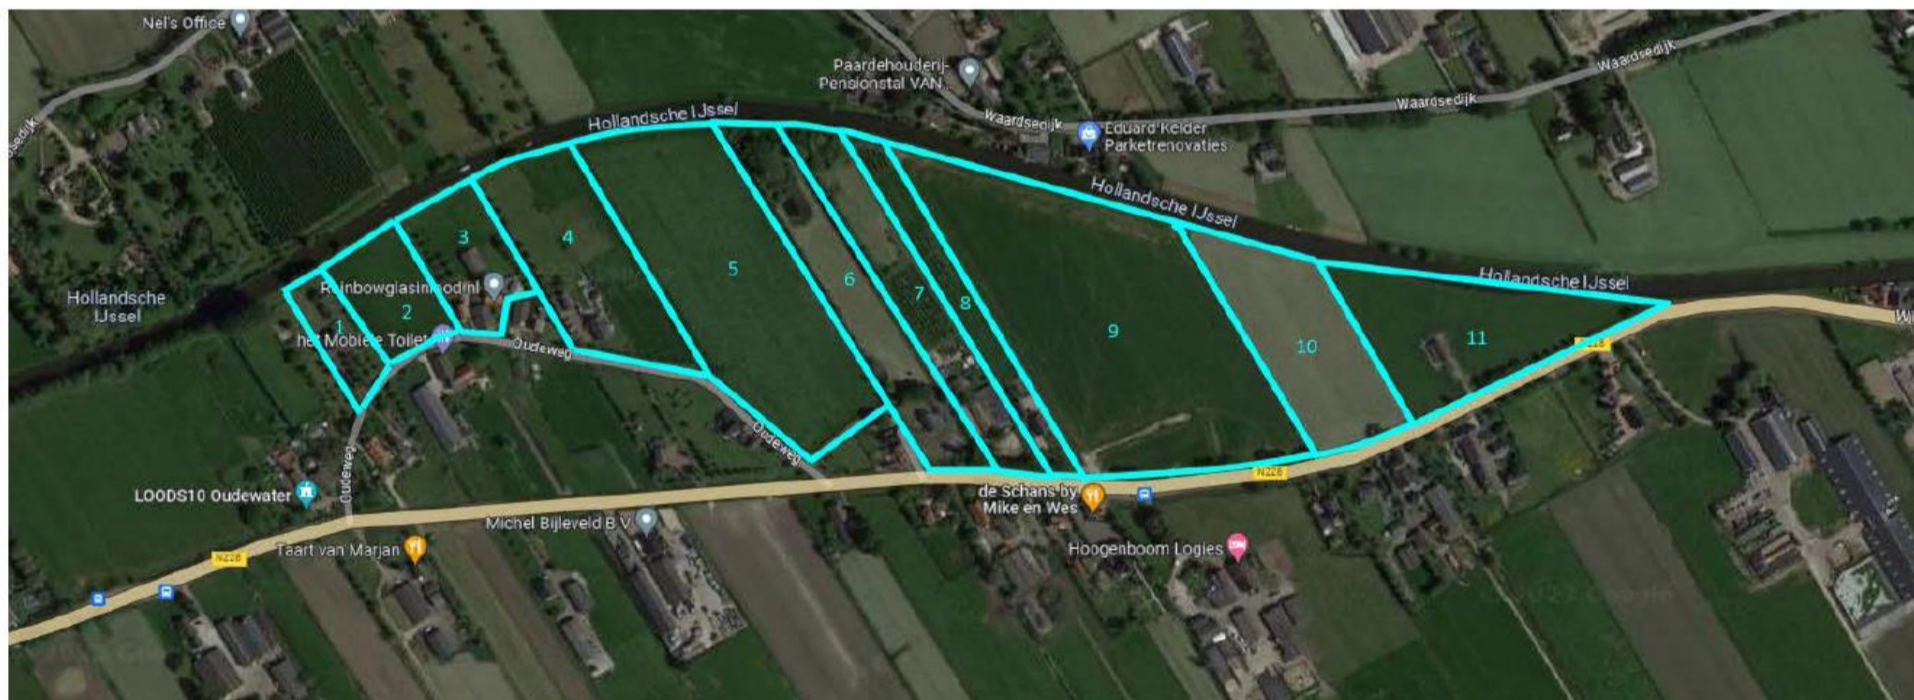 Nel's Office
Paardehouderij-
Pensionstal VAN...
Waardsedijk
Waardsedijk
Waardsedijk
Hollandsche IJssel
Eduard Kelder
Parketrenovaties
Hollandsche IJssel
Hollandsche IJssel
Hollandsche
IJssel
Rainbowglasinlood.nl
het Mobiele Toilet
1
2
3
4
5
6
7
8
9
10
11
N228
Oudeweg
Oudeweg
Oudeweg
LOODS10 Oudewater
Michel Bijleveld B.V.
de Schans by
Mike en Wes
N228
Taart van Marjan
Hoogenboom Logies
N228